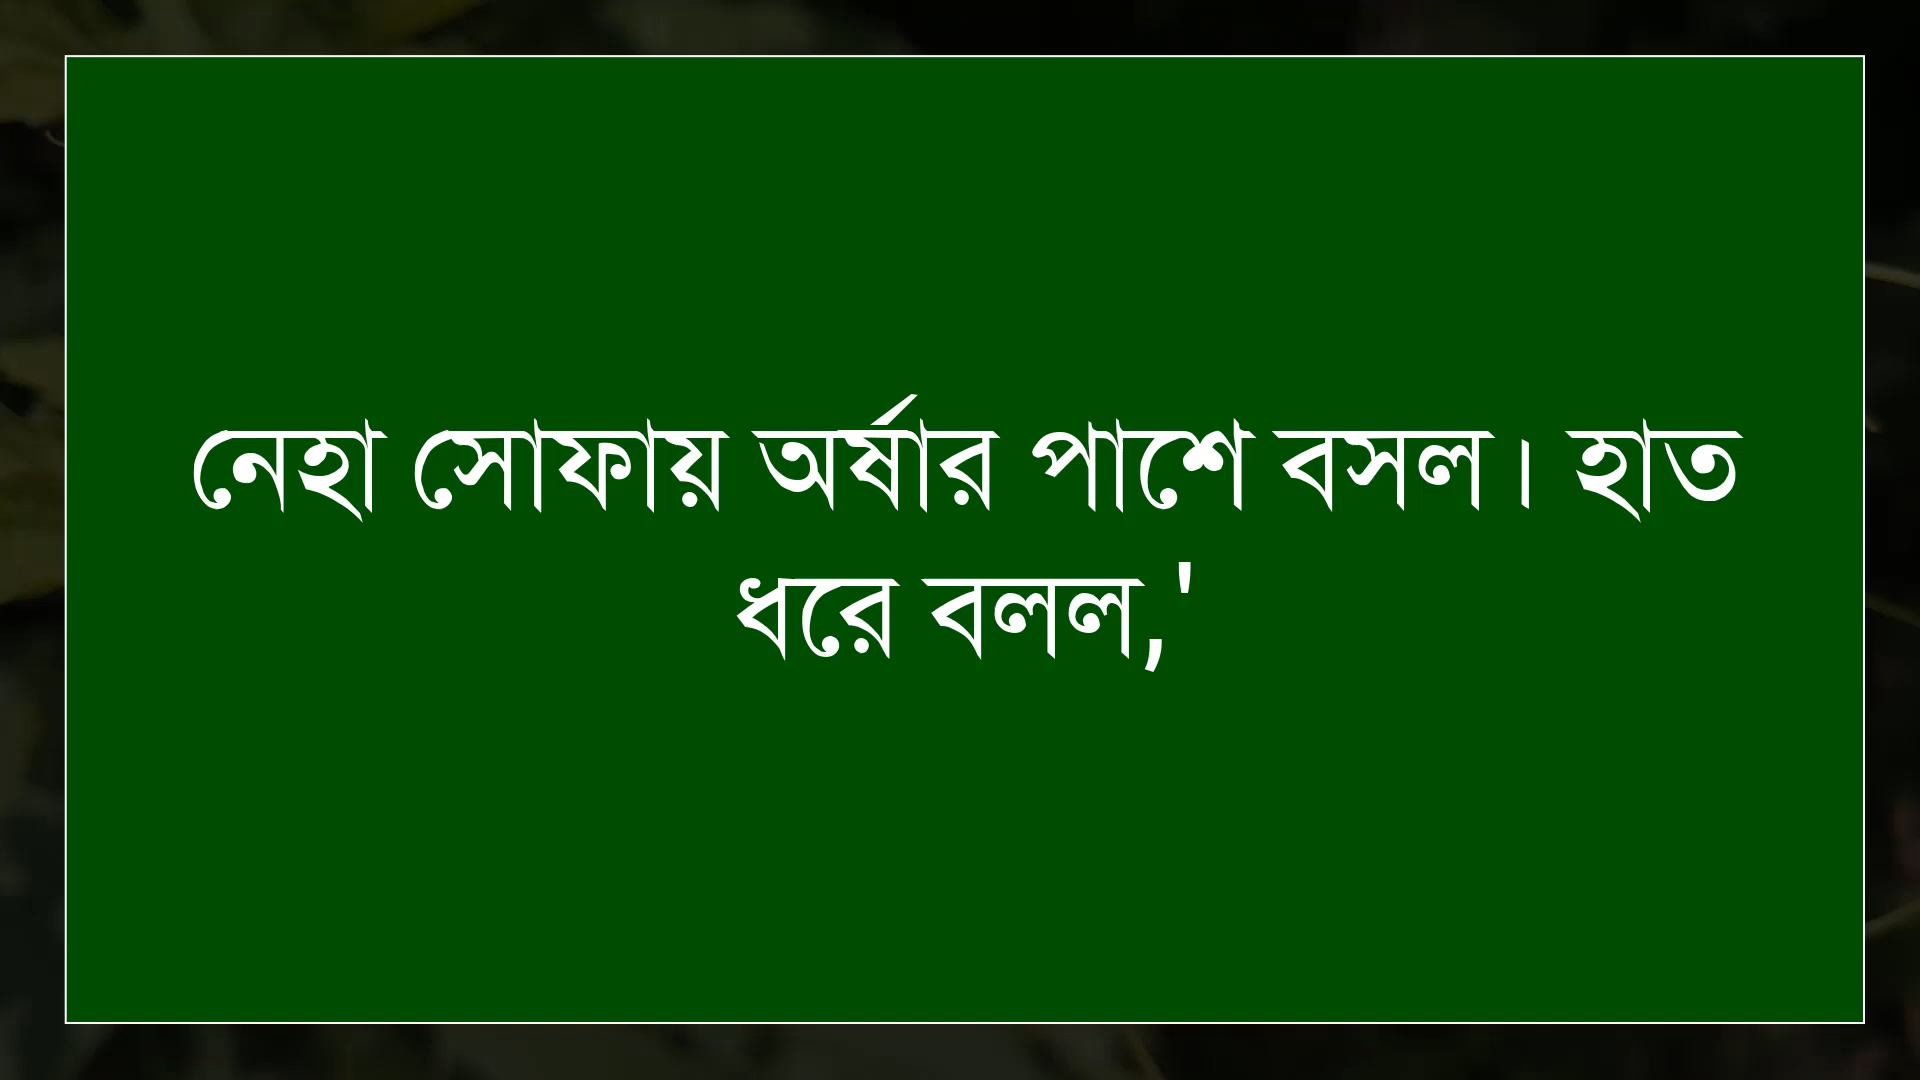 নেহা সোফায় অর্ষার পাশে বসল। হাত
ধরে বলল,'